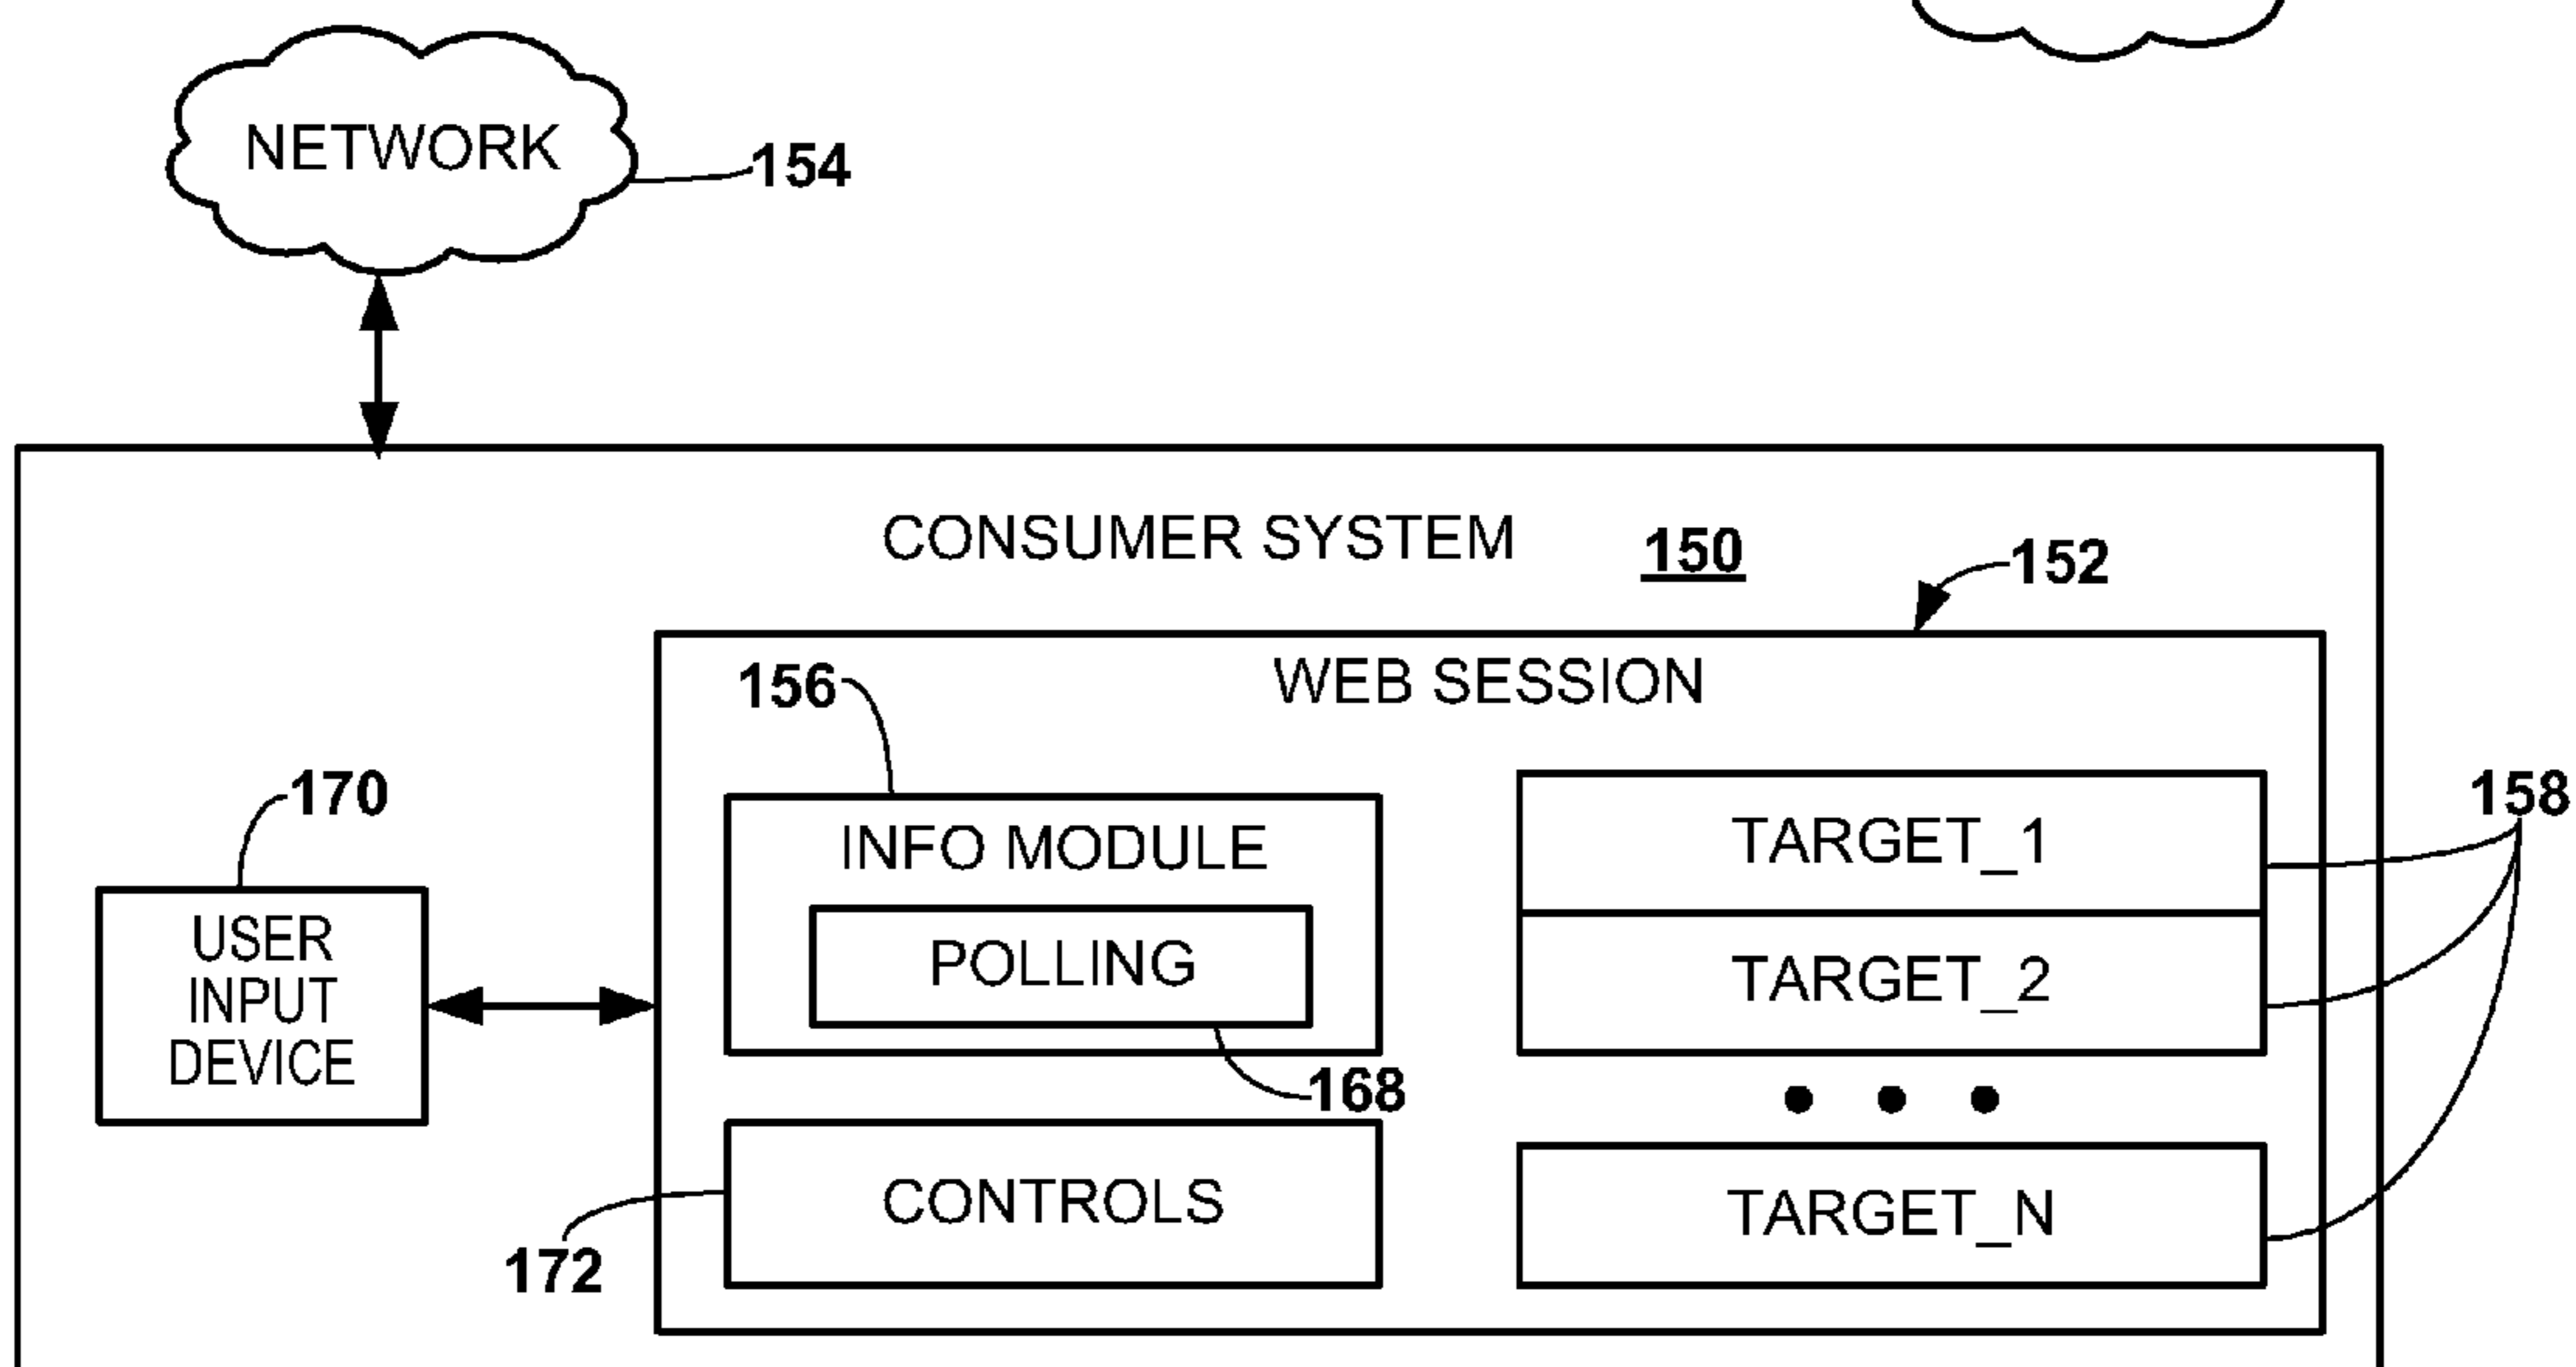 NETWORK
154
CONSUMER SYSTEM 150
152
WEB SESSION
156
170
INFO MODULE
TARGET_1
158
USER
INPUT
DEVICE
POLLING
TARGET_2
168
CONTROLS
TARGET_N
172